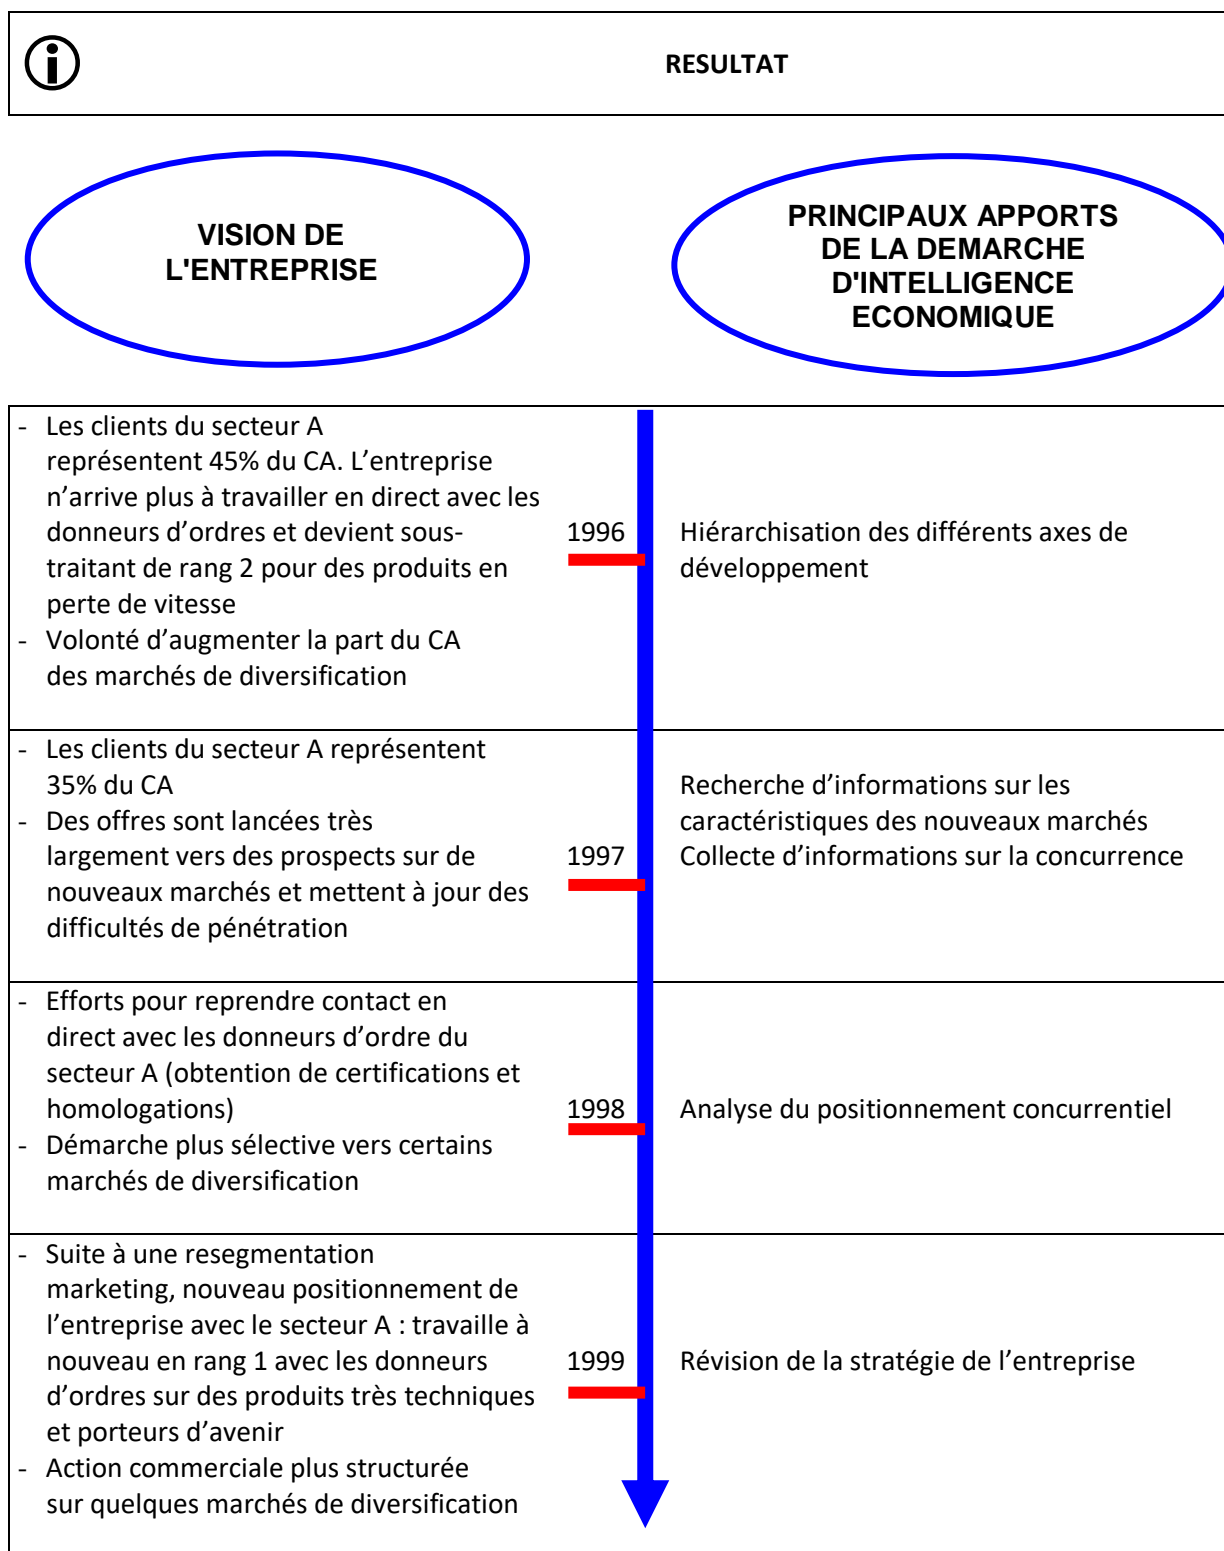 RESULTAT
VISION DE
L'ENTREPRISE
PRINCIPAUX APPORTS
DE LA DEMARCHE
D'INTELLIGENCE
ECONOMIQUE
- Les clients du secteur A
représentent 45% du CA. L’entreprise
n’arrive plus à travailler en direct avec les
donneurs d’ordres et devient sous-
traitant de rang 2 pour des produits en
perte de vitesse
- Volonté d’augmenter la part du CA
des marchés de diversification
1996
Hiérarchisation des différents axes de
développement
- Les clients du secteur A représentent
35% du CA
- Des offres sont lancées très
largement vers des prospects sur de
nouveaux marchés et mettent à jour des
difficultés de pénétration
1997
Recherche d’informations sur les
caractéristiques des nouveaux marchés
Collecte d’informations sur la concurrence
- Efforts pour reprendre contact en
direct avec les donneurs d’ordre du
secteur A (obtention de certifications et
homologations)
- Démarche plus sélective vers certains
marchés de diversification
1998
Analyse du positionnement concurrentiel
- Suite à une resegmentation
marketing, nouveau positionnement de
l’entreprise avec le secteur A : travaille à
nouveau en rang 1 avec les donneurs
d’ordres sur des produits très techniques
et porteurs d’avenir
- Action commerciale plus structurée
sur quelques marchés de diversification
1999
Révision de la stratégie de l’entreprise